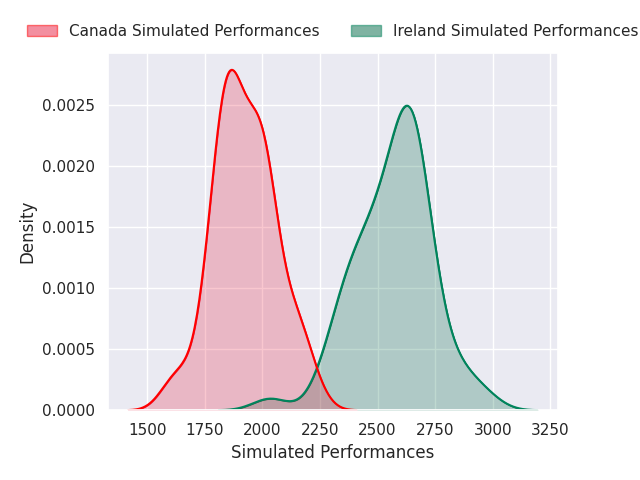 Canada Simulated Performances
Ireland Simulated Performances
0.0025
0.0020
0.0015
0.0010
0.0005
0.0000
Density
1500 1750 2000 2250 2500 2750 3000 3250
Simulated Performances